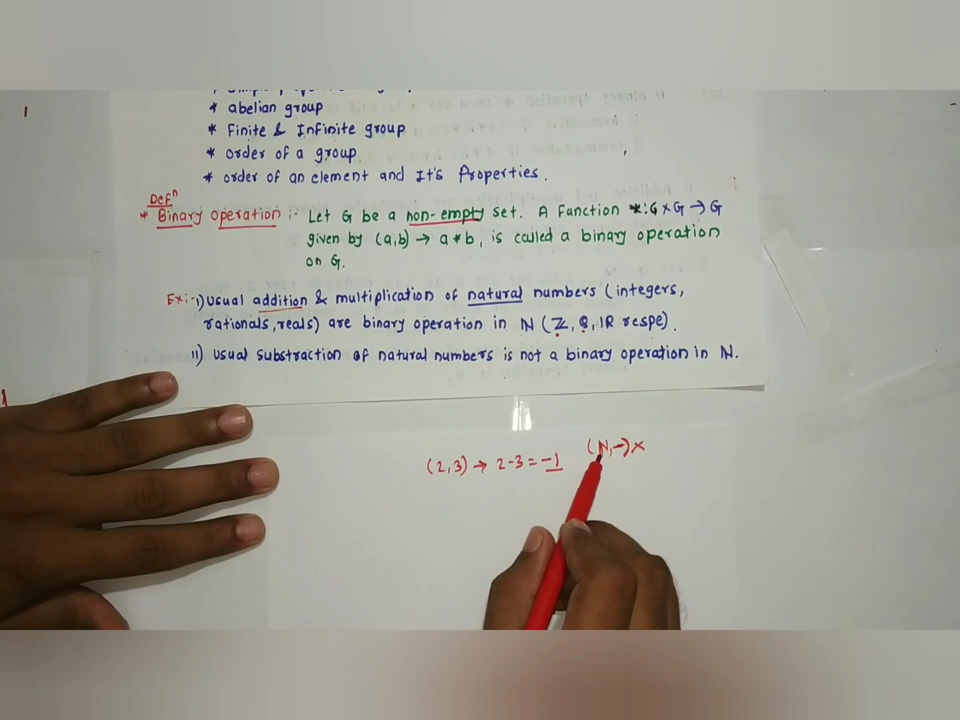 * abelian group
* Finite & Infinite group
* order of a group
* order of an element and It's Properties.
Defⁿ
* Binary operation :- Let G be a non-empty set. A Function *: G×G → G
given by (a,b) → a*b, is called a binary operation
on G.
Ex:- i) Usual addition & multiplication of natural numbers (integers,
rationals, reals) are binary operation in N (Z, Q, IR respe).
ii) usual substraction of natural numbers is not a binary operation in N.
(2,3) → 2-3 = -1 (N,-) ×